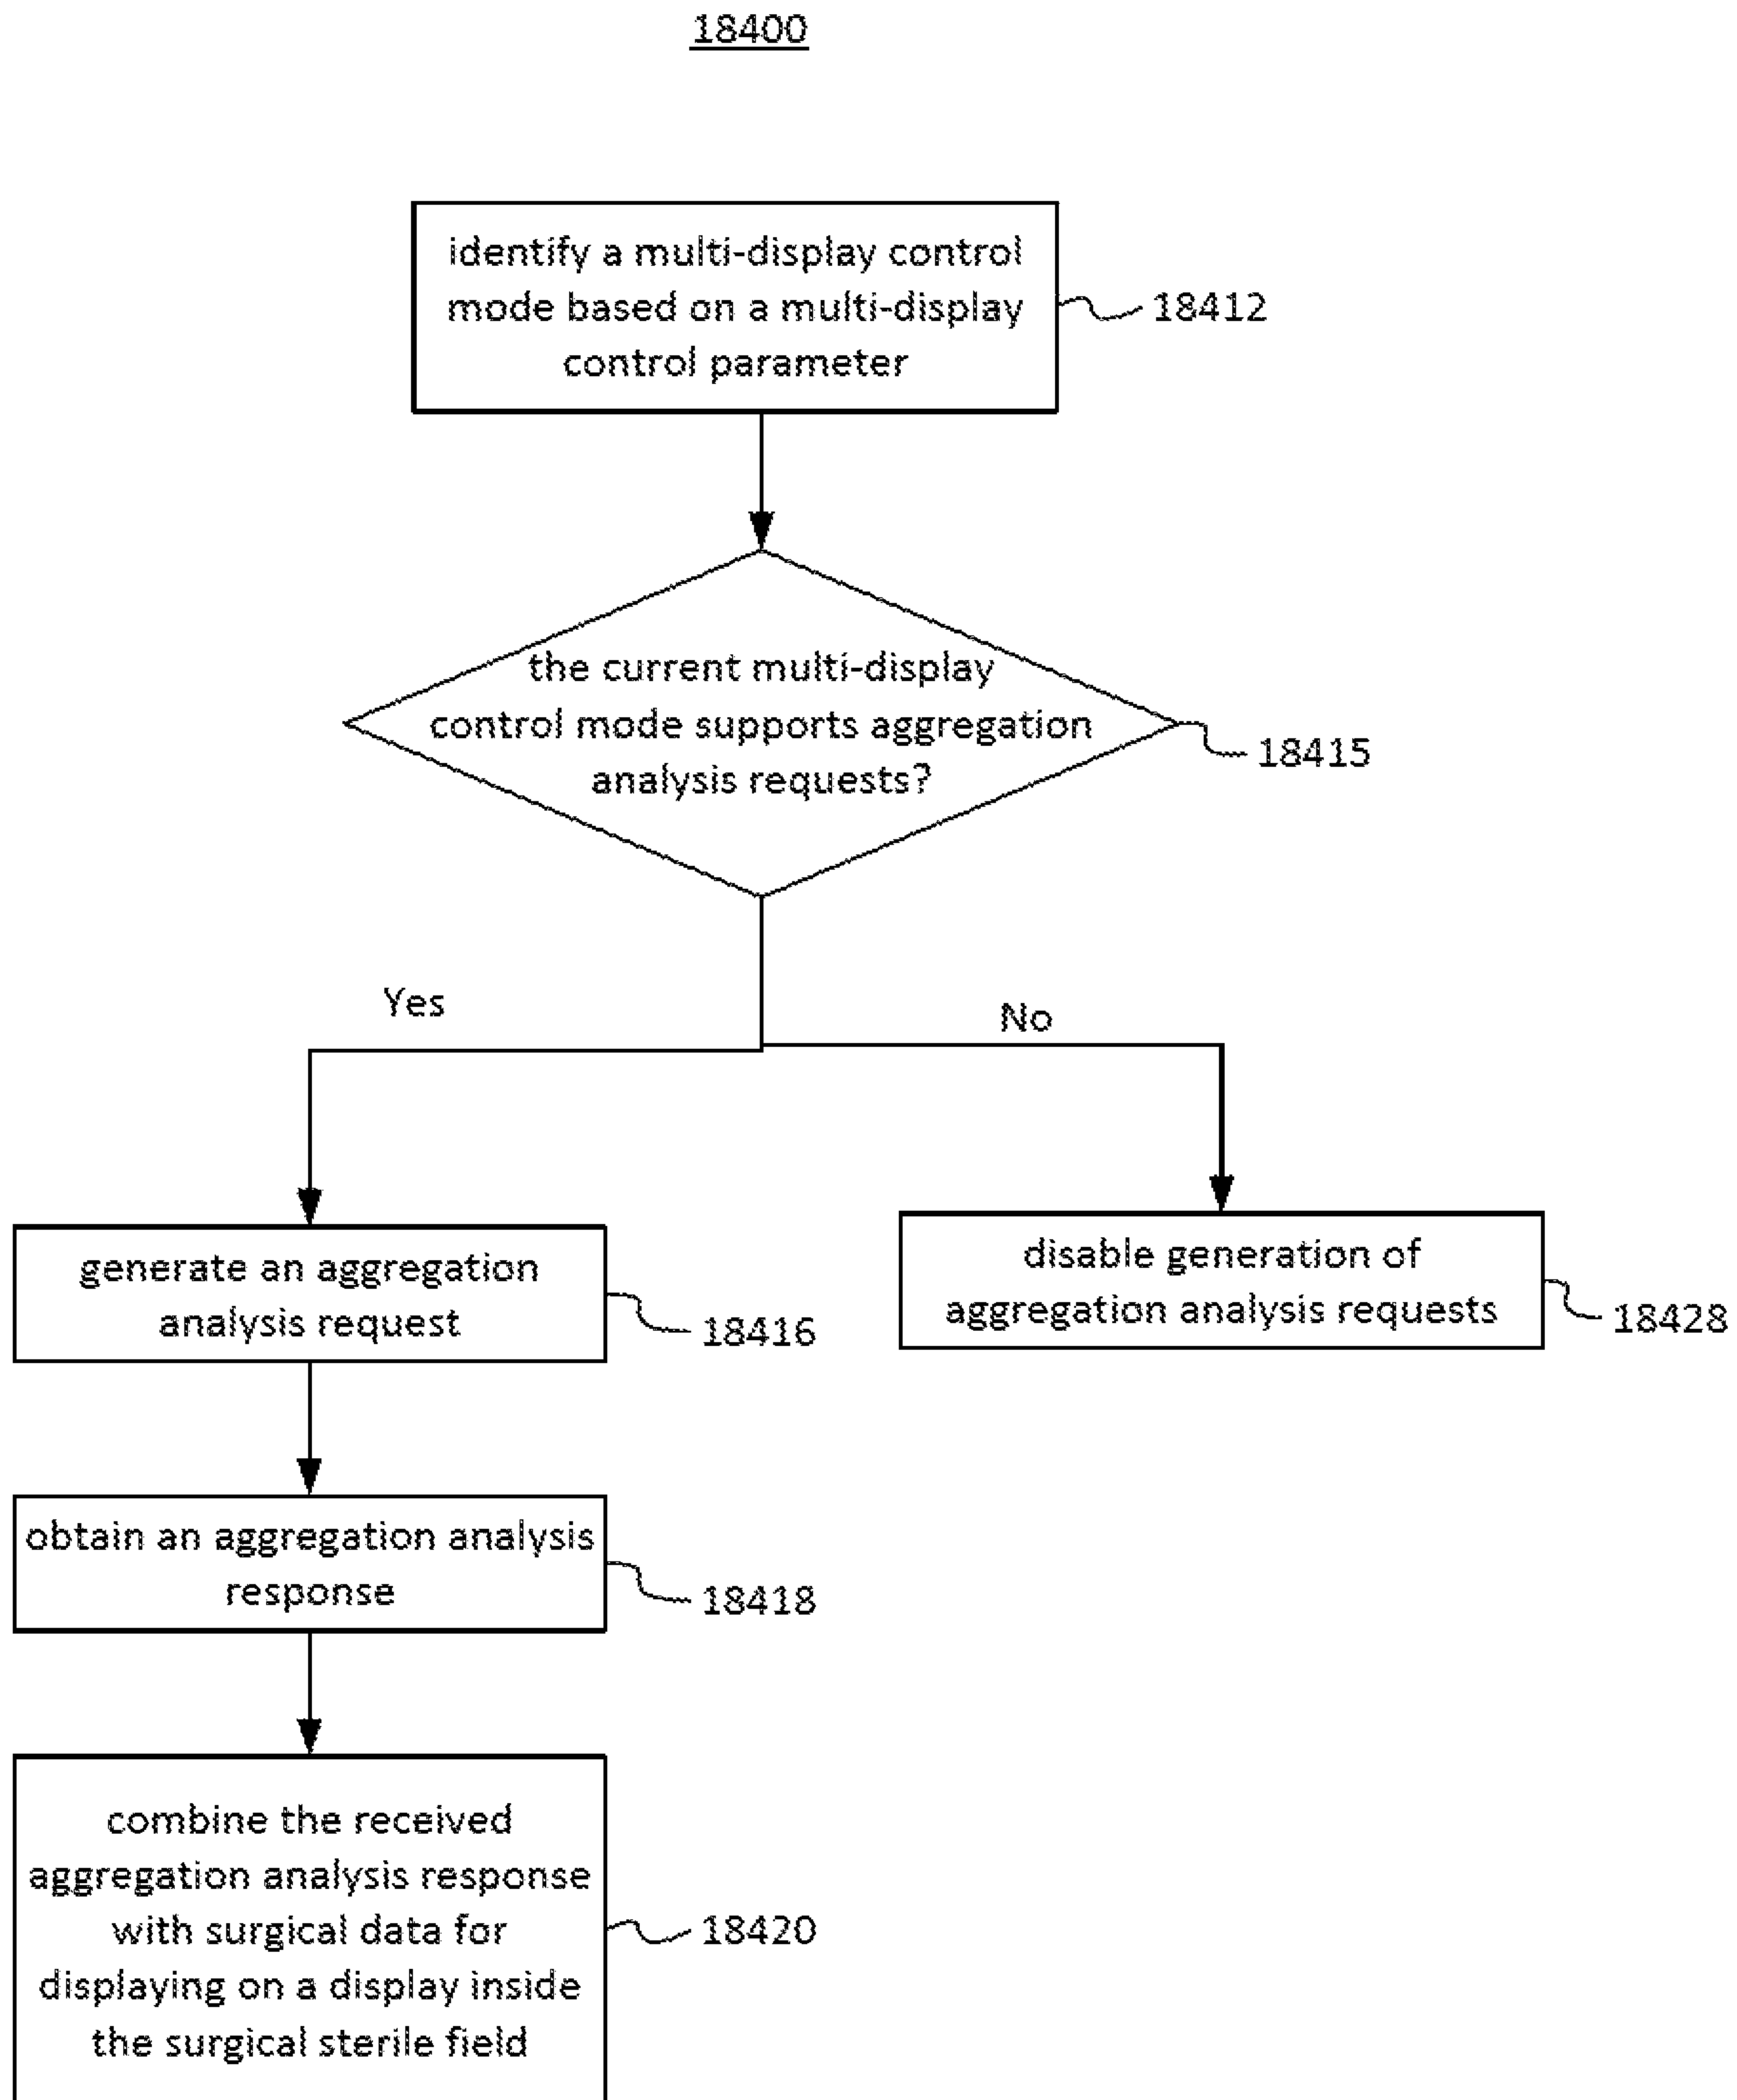 18400
identify a multi-display control
mode based on a multi-display
control parameter
18412
the current multi-display
control mode supports aggregation
analysis requests?
18415
Yes
No
generate an aggregation
analysis request
18416
disable generation of
aggregation analysis requests
18428
obtain an aggregation analysis
response
18418
combine the received
aggregation analysis response
with surgical data for
displaying on a display inside
the surgical sterile field
18420